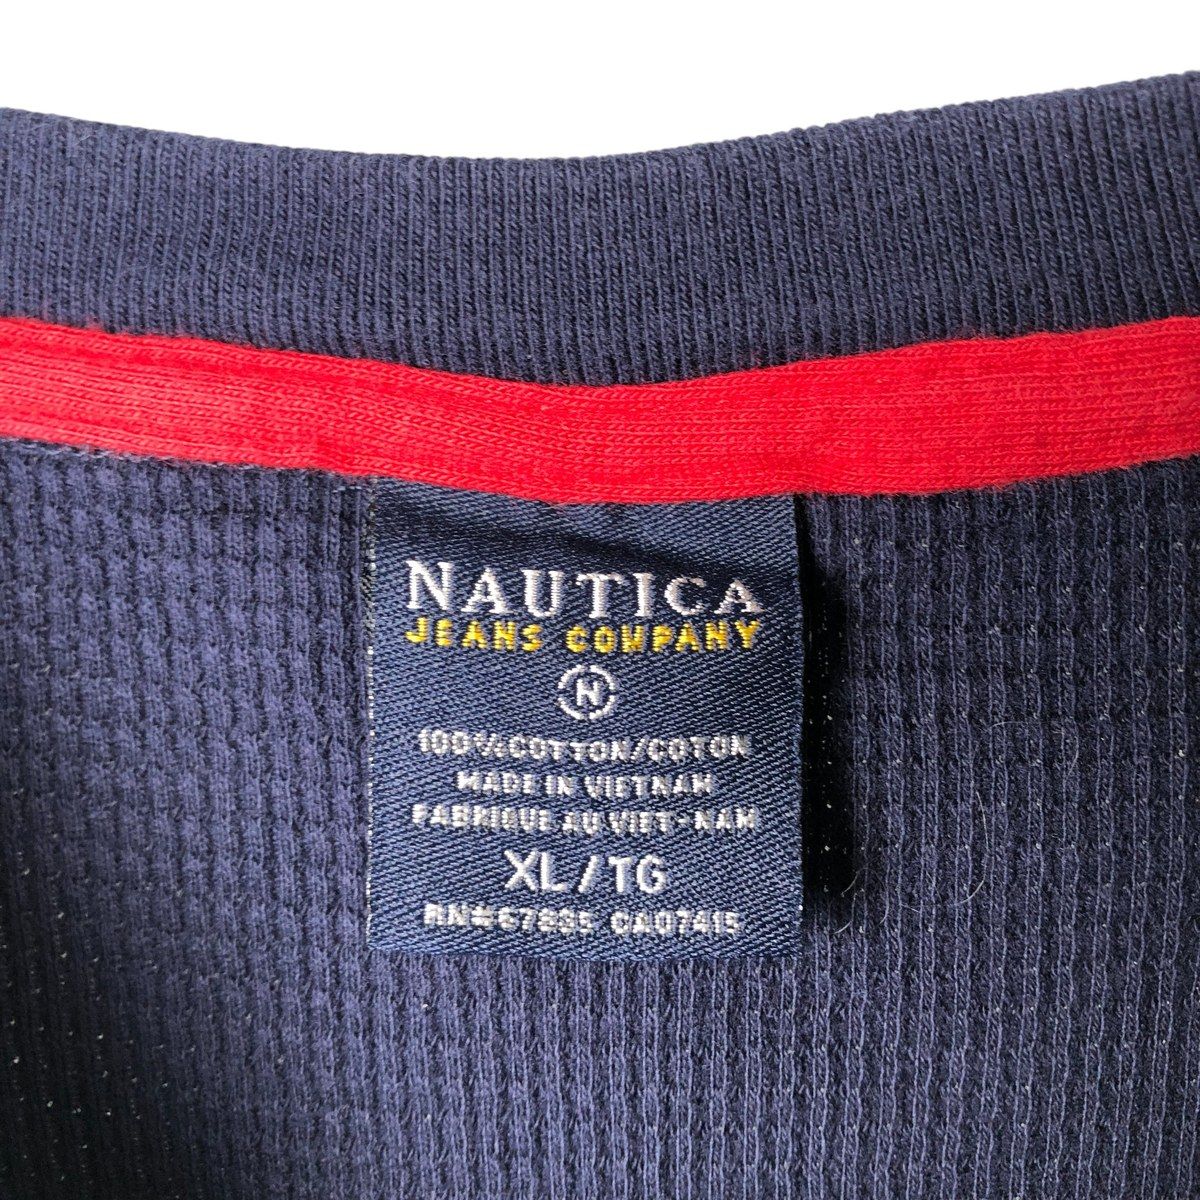 NAUTICA
JEANS COMPANY
N
100% COTTON/COTON
MADE IN VIETNAM
FABRIQUE AU VIET-NAM
XL/TG
RN#67835 CA07415